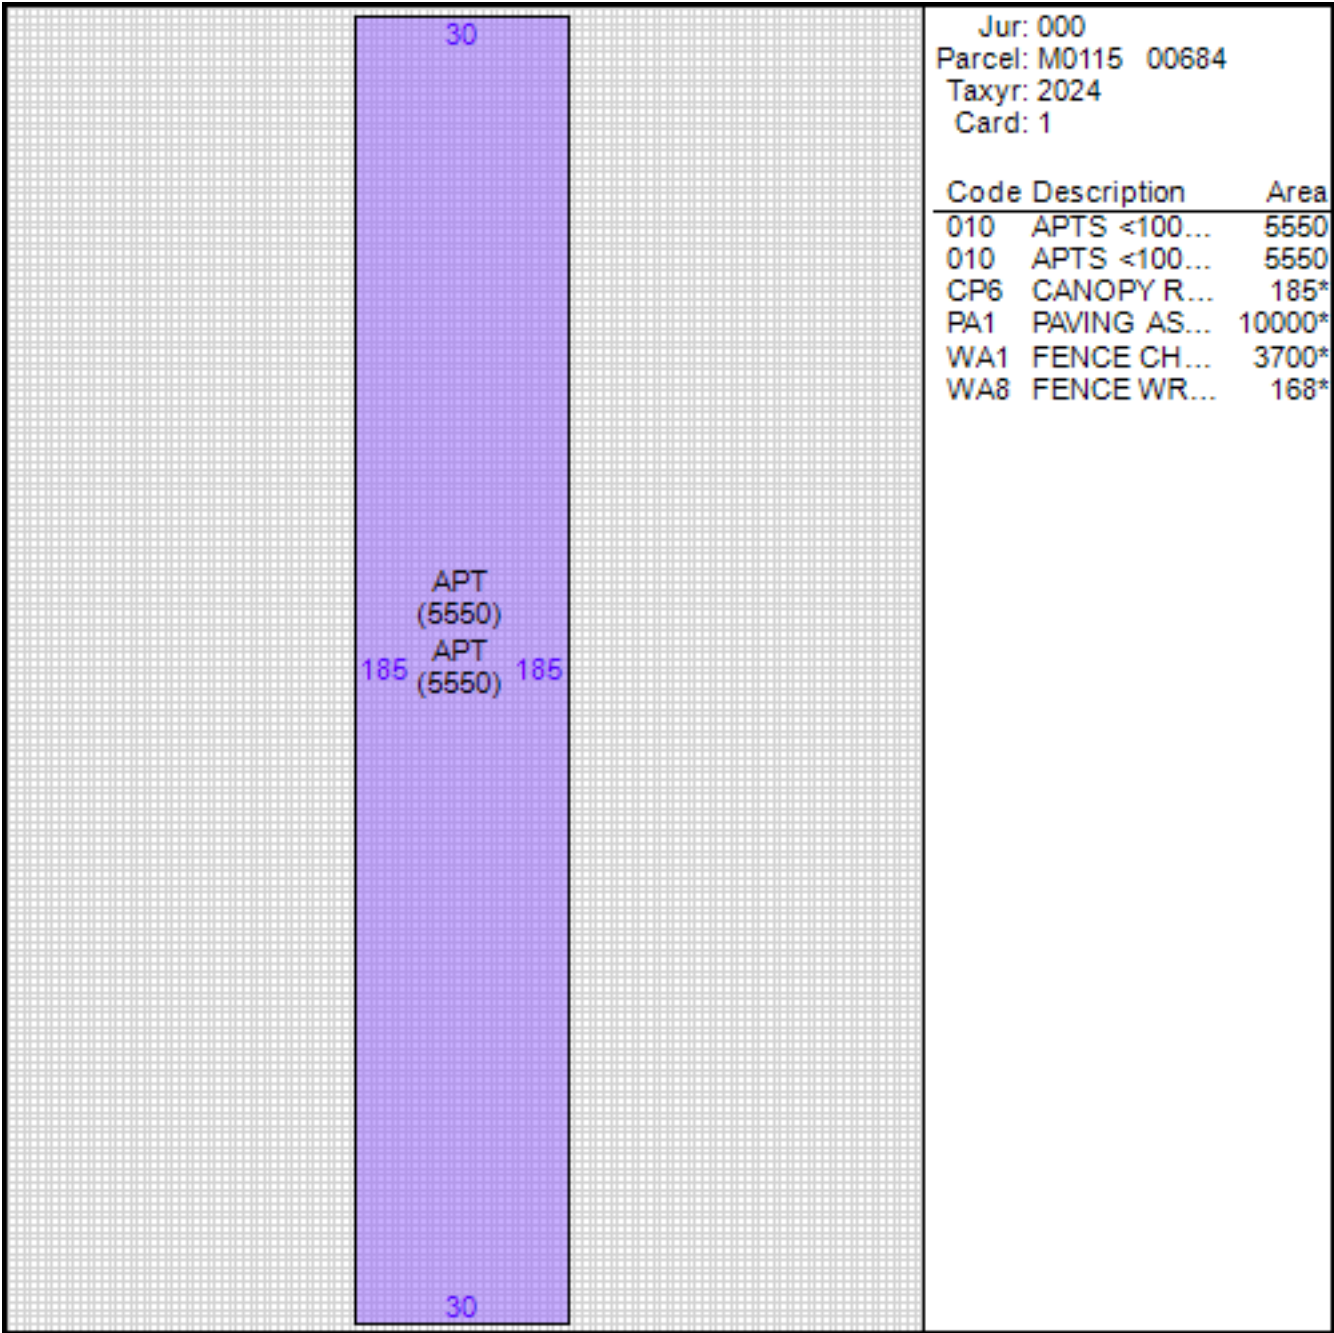 30
APT
(5550)
APT
185 (5550) 185
30
Jur: 000
Parcel: M0115 00684
Taxyr: 2024
Card: 1
Code Description Area
010 APTS <100... 5550
010 APTS <100... 5550
CP6 CANOPY R... 185*
PA1 PAVING AS... 10000*
WA1 FENCE CH... 3700*
WA8 FENCE WR... 168*